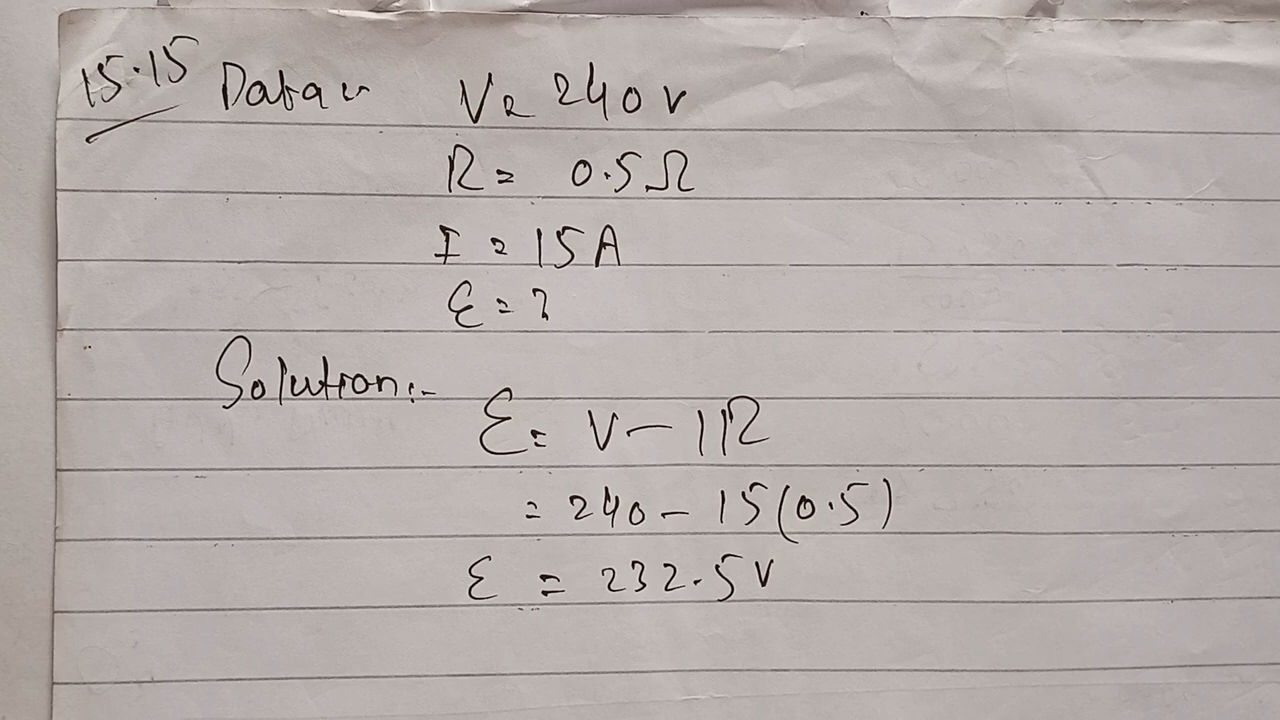 15.15 Data :- V = 240 V
R = 0.5 Ω
I = 15 A
ε = ?
Solution:-
ε = V - IR
= 240 - 15 (0.5)
ε = 232.5 V